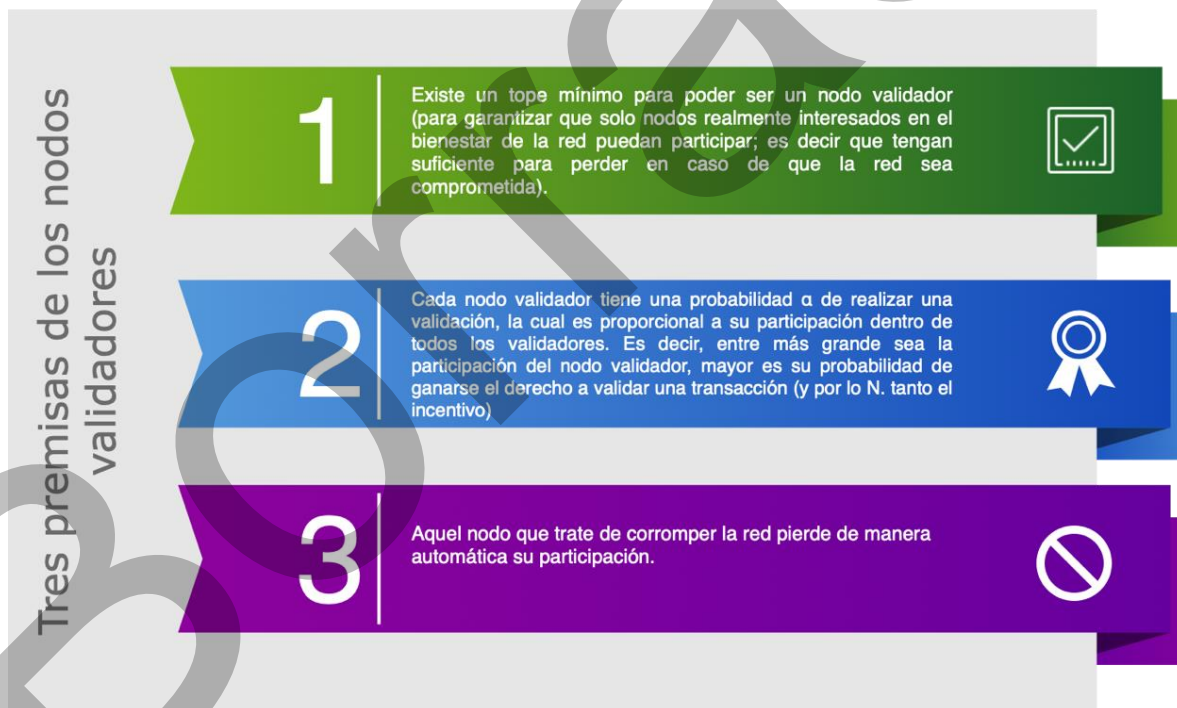 Tres premisas de los nodos
validadores
1
Existe un tope mínimo para poder ser un nodo validador
(para garantizar que solo nodos realmente interesados en el
bienestar de la red puedan participar; es decir que tengan
suficiente para perder en caso de que la red sea
comprometida).
2
Cada nodo validador tiene una probabilidad α de realizar una
validación, la cual es proporcional a su participación dentro de
todos los validadores. Es decir, entre más grande sea la
participación del nodo validador, mayor es su probabilidad de
ganarse el derecho a validar una transacción (y por lo N. tanto el
incentivo)
3
Aquel nodo que trate de corromper la red pierde de manera
automática su participación.